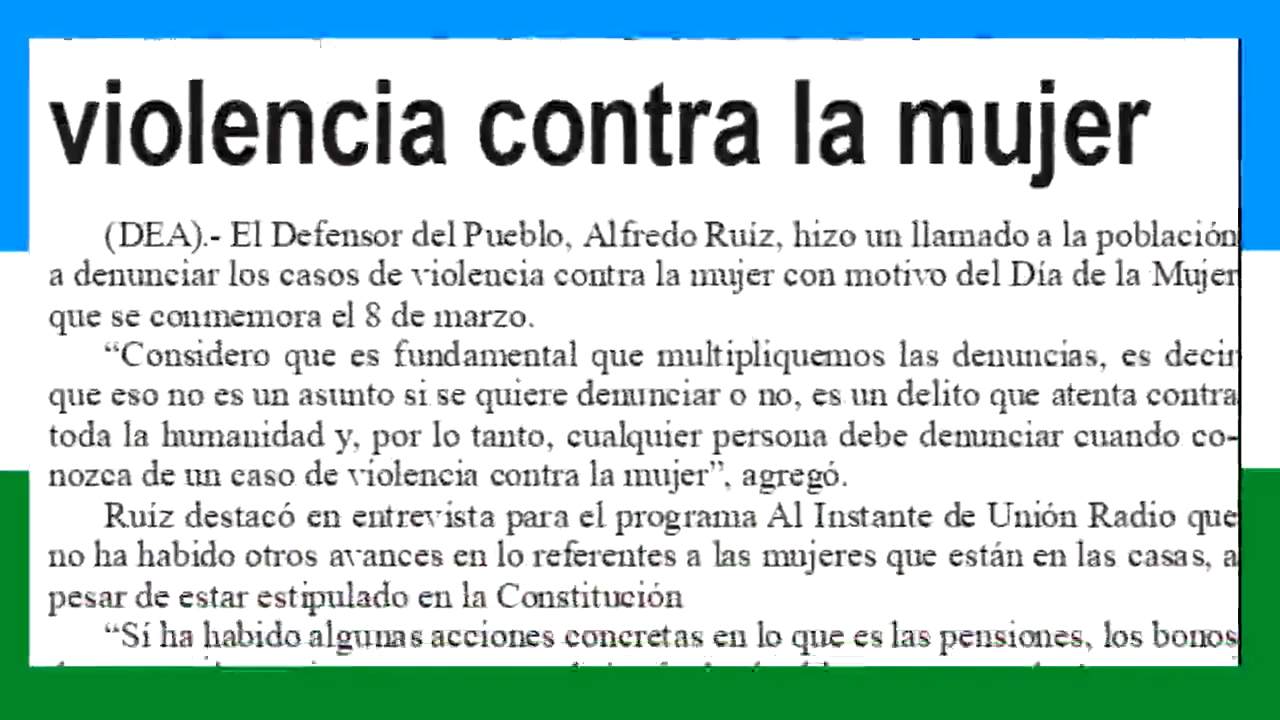 violencia contra la mujer
(DEA).- El Defensor del Pueblo, Alfredo Ruiz, hizo un llamado a la población
a denunciar los casos de violencia contra la mujer con motivo del Día de la Mujer
que se conmemora el 8 de marzo.
“Considero que es fundamental que multipliquemos las denuncias, es decir
que eso no es un asunto si se quiere denunciar o no, es un delito que atenta contra
toda la humanidad y, por lo tanto, cualquier persona debe denunciar cuando co-
nozca de un caso de violencia contra la mujer”, agregó.
Ruiz destacó en entrevista para el programa Al Instante de Unión Radio que
no ha habido otros avances en lo referentes a las mujeres que están en las casas, a
pesar de estar estipulado en la Constitución
“Sí ha habido algunas acciones concretas en lo que es las pensiones, los bonos